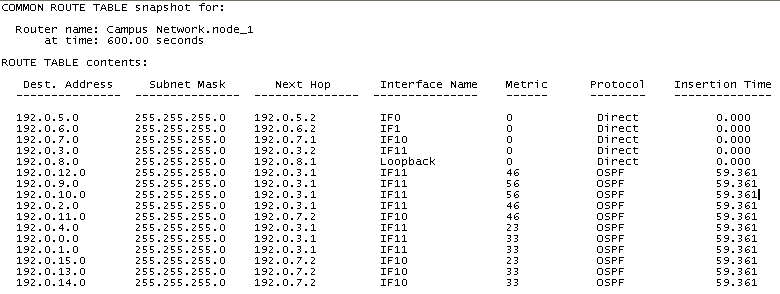 COMMON ROUTE TABLE snapshot for:
Router name: Campus Network.node_1
at time: 600.00 seconds
ROUTE TABLE contents:
Dest. Address Subnet Mask Next Hop Interface Name Metric Protocol Insertion Time
--------------- --------------- --------------- --------------- ------ -------- --------------
192.0.5.0 255.255.255.0 192.0.5.2 IF0 0 Direct 0.000
192.0.6.0 255.255.255.0 192.0.6.2 IF1 0 Direct 0.000
192.0.7.0 255.255.255.0 192.0.7.1 IF10 0 Direct 0.000
192.0.3.0 255.255.255.0 192.0.3.2 IF11 0 Direct 0.000
192.0.8.0 255.255.255.0 192.0.8.1 Loopback 0 Direct 0.000
192.0.12.0 255.255.255.0 192.0.3.1 IF11 46 OSPF 59.361
192.0.9.0 255.255.255.0 192.0.3.1 IF11 56 OSPF 59.361
192.0.10.0 255.255.255.0 192.0.3.1 IF11 56 OSPF 59.361
192.0.2.0 255.255.255.0 192.0.3.1 IF11 46 OSPF 59.361
192.0.11.0 255.255.255.0 192.0.7.2 IF10 46 OSPF 59.361
192.0.4.0 255.255.255.0 192.0.3.1 IF11 23 OSPF 59.361
192.0.0.0 255.255.255.0 192.0.3.1 IF11 33 OSPF 59.361
192.0.1.0 255.255.255.0 192.0.3.1 IF11 33 OSPF 59.361
192.0.15.0 255.255.255.0 192.0.7.2 IF10 23 OSPF 59.361
192.0.13.0 255.255.255.0 192.0.7.2 IF10 33 OSPF 59.361
192.0.14.0 255.255.255.0 192.0.7.2 IF10 33 OSPF 59.361